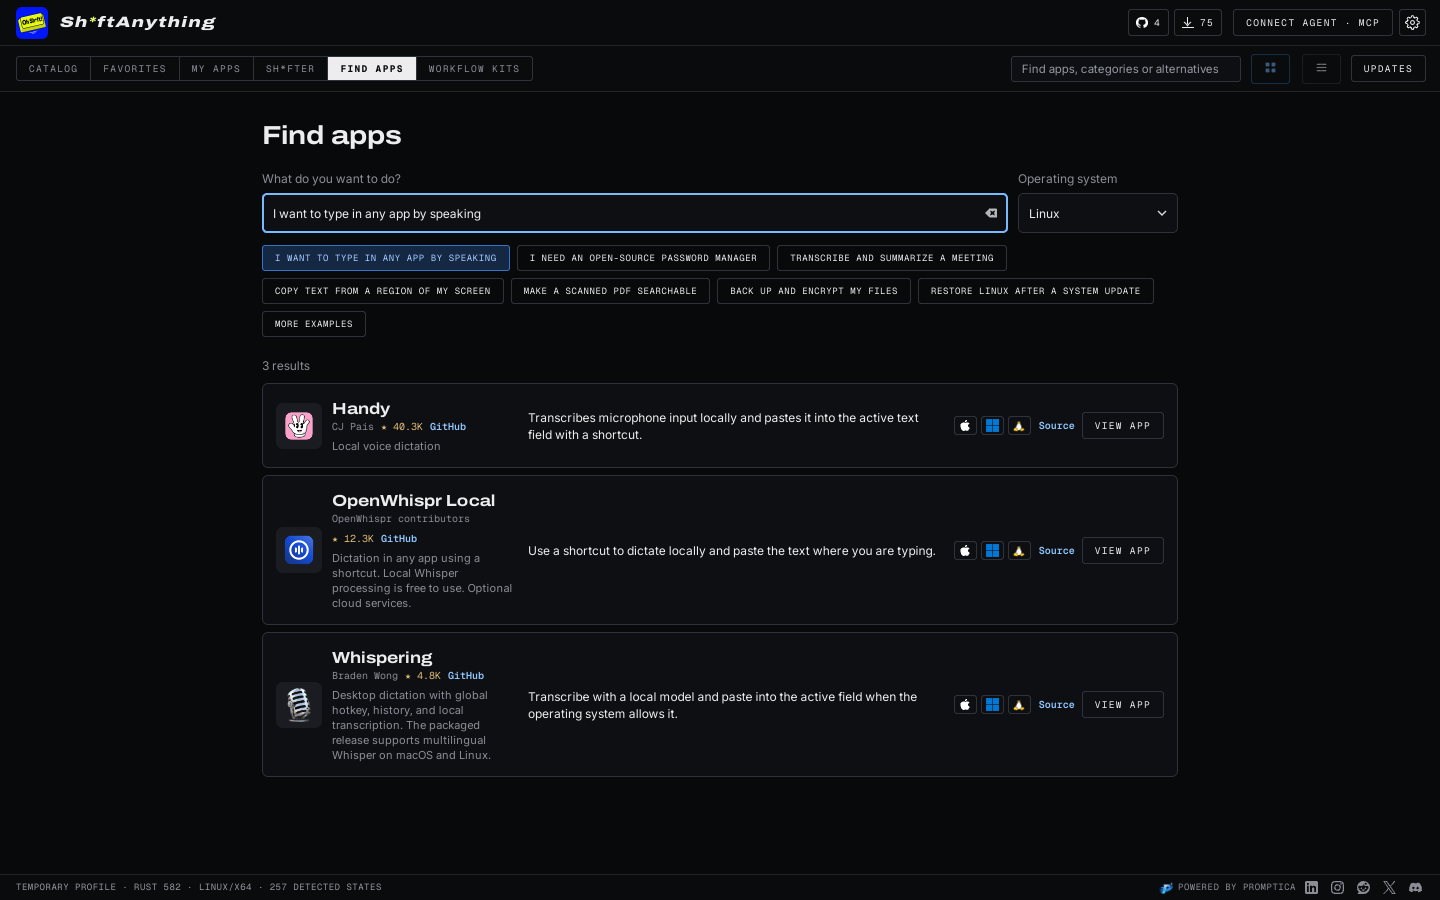 Oh Sh*ft!
Sh*ftAnything
4
75
CONNECT AGENT · MCP
CATALOG
FAVORITES
MY APPS
SH*FTER
FIND APPS
WORKFLOW KITS
Find apps, categories or alternatives
UPDATES
Find apps
What do you want to do?
Operating system
I want to type in any app by speaking
Linux
I WANT TO TYPE IN ANY APP BY SPEAKING
I NEED AN OPEN-SOURCE PASSWORD MANAGER
TRANSCRIBE AND SUMMARIZE A MEETING
COPY TEXT FROM A REGION OF MY SCREEN
MAKE A SCANNED PDF SEARCHABLE
BACK UP AND ENCRYPT MY FILES
RESTORE LINUX AFTER A SYSTEM UPDATE
MORE EXAMPLES
3 results
Handy
CJ Pais ★ 40.3K GitHub
Local voice dictation
Transcribes microphone input locally and pastes it into the active text
field with a shortcut.
Source
VIEW APP
OpenWhispr Local
OpenWhispr contributors
★ 12.3K GitHub
Dictation in any app using a
shortcut. Local Whisper
processing is free to use. Optional
cloud services.
Use a shortcut to dictate locally and paste the text where you are typing.
Source
VIEW APP
Whispering
Braden Wong ★ 4.8K GitHub
Desktop dictation with global
hotkey, history, and local
transcription. The packaged
release supports multilingual
Whisper on macOS and Linux.
Transcribe with a local model and paste into the active field when the
operating system allows it.
Source
VIEW APP
TEMPORARY PROFILE · RUST 582 · LINUX/X64 · 257 DETECTED STATES
POWERED BY PROMPTICA